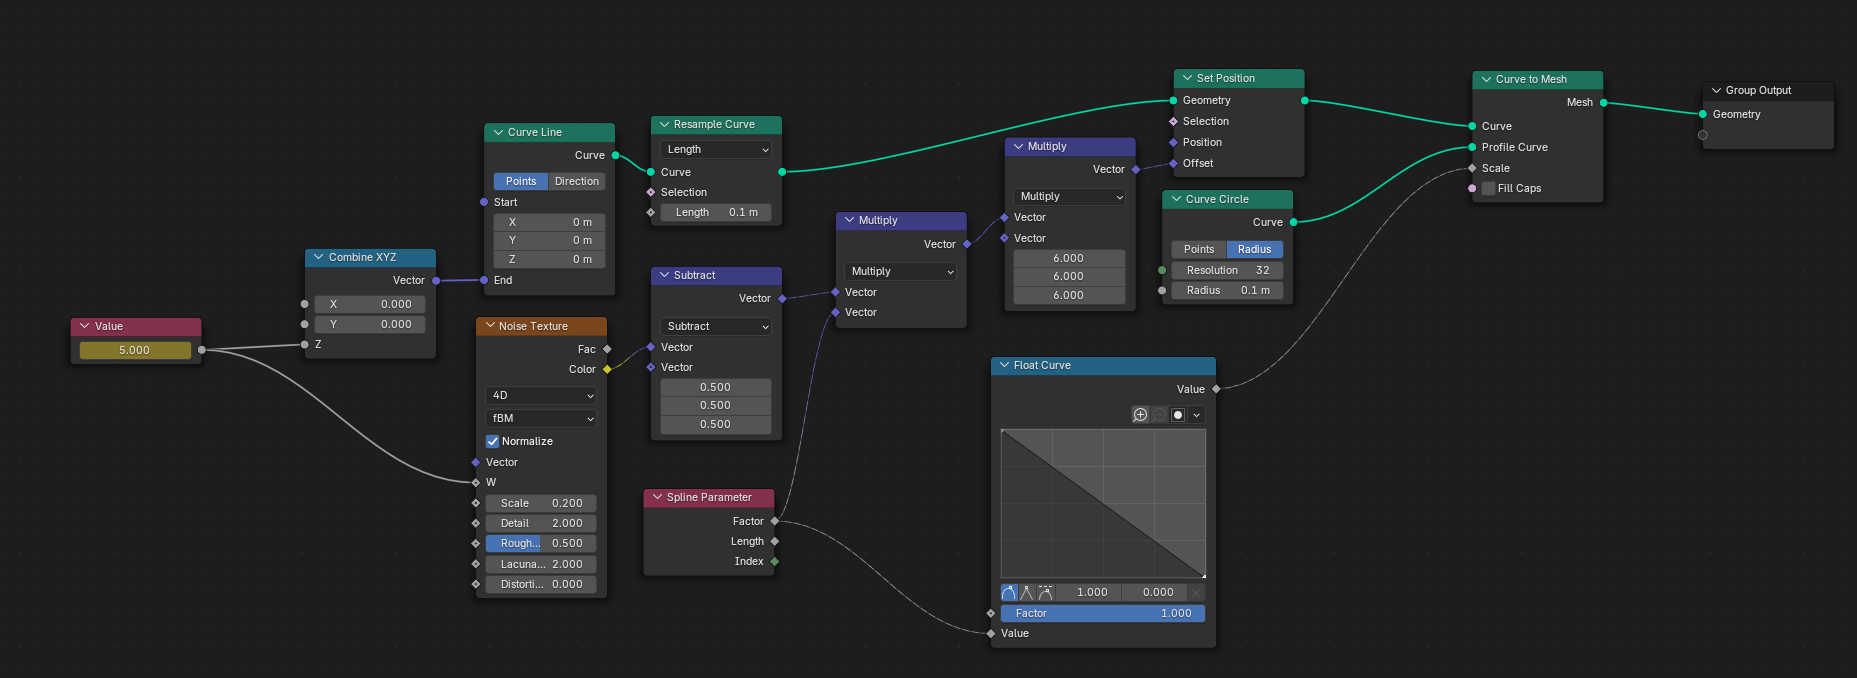 Value
5.000
Combine XYZ
Vector
X 0.000
Y 0.000
Z
Curve Line
Curve
Points Direction
Start
X 0 m
Y 0 m
Z 0 m
End
Noise Texture
Fac
Color
4D
fBM
Normalize
Vector
W
Scale 0.200
Detail 2.000
Rough... 0.500
Lacuna... 2.000
Distorti... 0.000
Resample Curve
Length
Curve
Selection
Length 0.1 m
Subtract
Vector
Subtract
Vector
Vector
0.500
0.500
0.500
Spline Parameter
Factor
Length
Index
Multiply
Vector
Multiply
Vector
Vector
Multiply
Vector
Multiply
Vector
Vector
6.000
6.000
6.000
Float Curve
Value
1.000 0.000
Factor 1.000
Value
Set Position
Geometry
Selection
Position
Offset
Curve Circle
Curve
Points Radius
Resolution 32
Radius 0.1 m
Curve to Mesh
Mesh
Curve
Profile Curve
Scale
Fill Caps
Group Output
Geometry